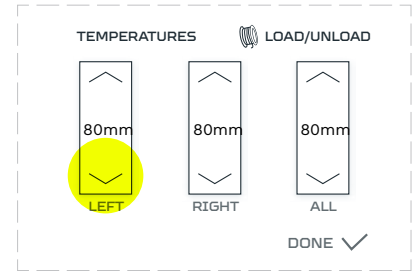 TEMPERATURES LOAD/UNLOAD
80mm 80mm 80mm
LEFT RIGHT ALL
DONE